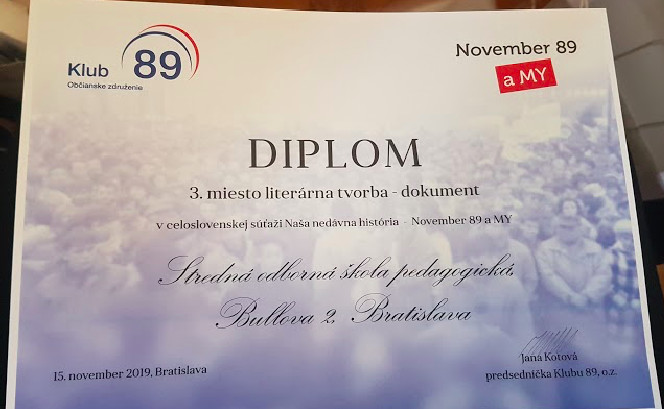 Klub 89
Občianske združenie
November 89
a MY
DIPLOM
3. miesto literárna tvorba - dokument
v celoslovenskej súťaži Naša nedávna história - November 89 a MY
Stredná odborná škola pedagogická
Bullova 2 Bratislava
15. november 2019, Bratislava
Jana Kotová
predsedníčka Klubu 89, o.z.